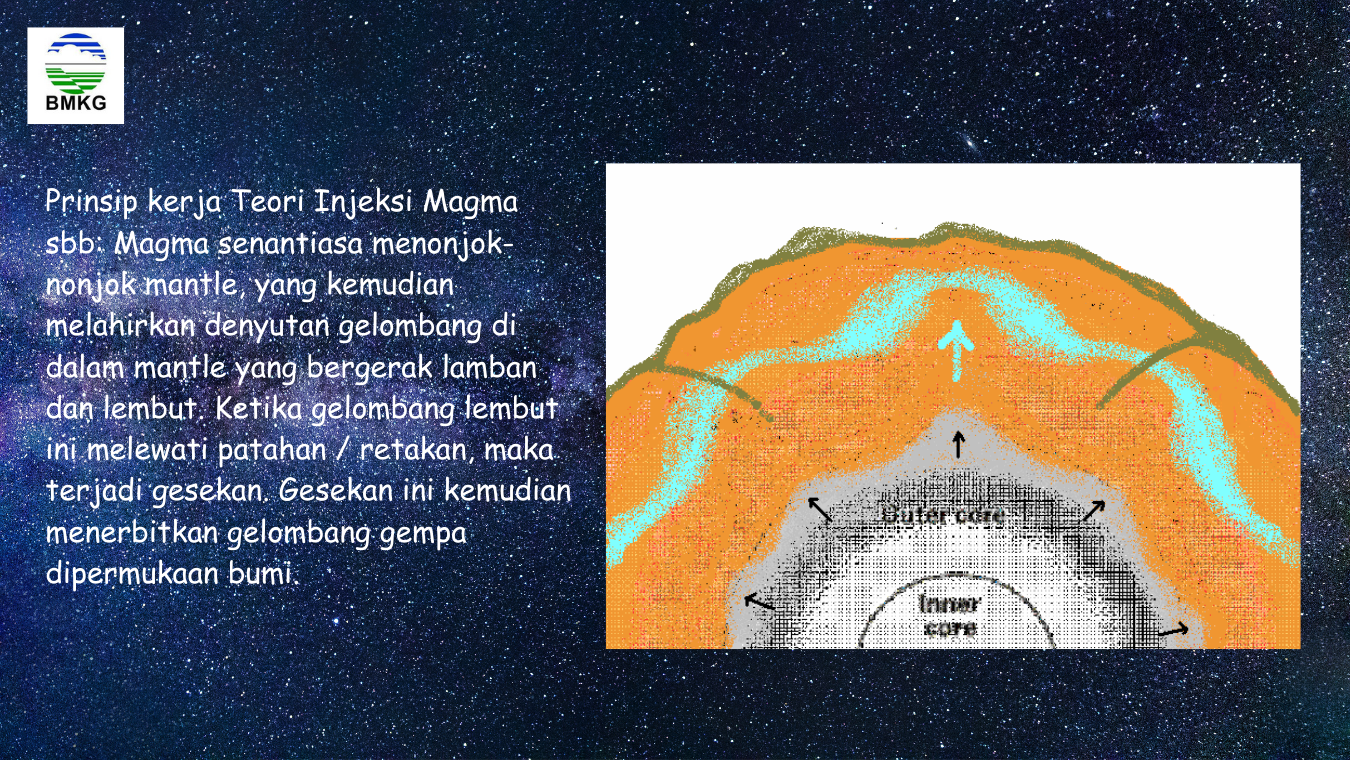 BMKG
Prinsip kerja Teori Injeksi Magma
sbb: Magma senantiasa menonjok-
nonjok mantle, yang kemudian
melahirkan denyutan gelombang di
dalam mantle yang bergerak lamban
dan lembut. Ketika gelombang lembut
ini melewati patahan / retakan, maka
terjadi gesekan. Gesekan ini kemudian
menerbitkan gelombang gempa
dipermukaan bumi.
Outer core
Inner
core